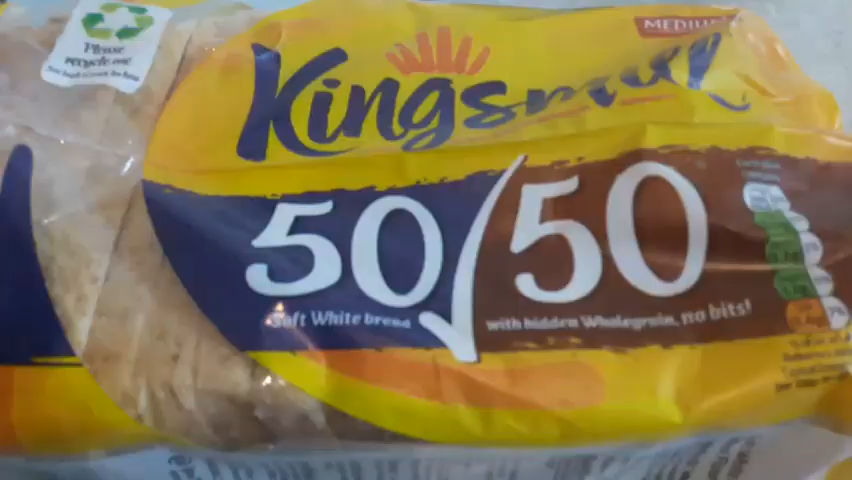 Please
recycle me
MEDIUM
Kingsmill
50/50
Soft White bread
with hidden Wholegrain, no bits!